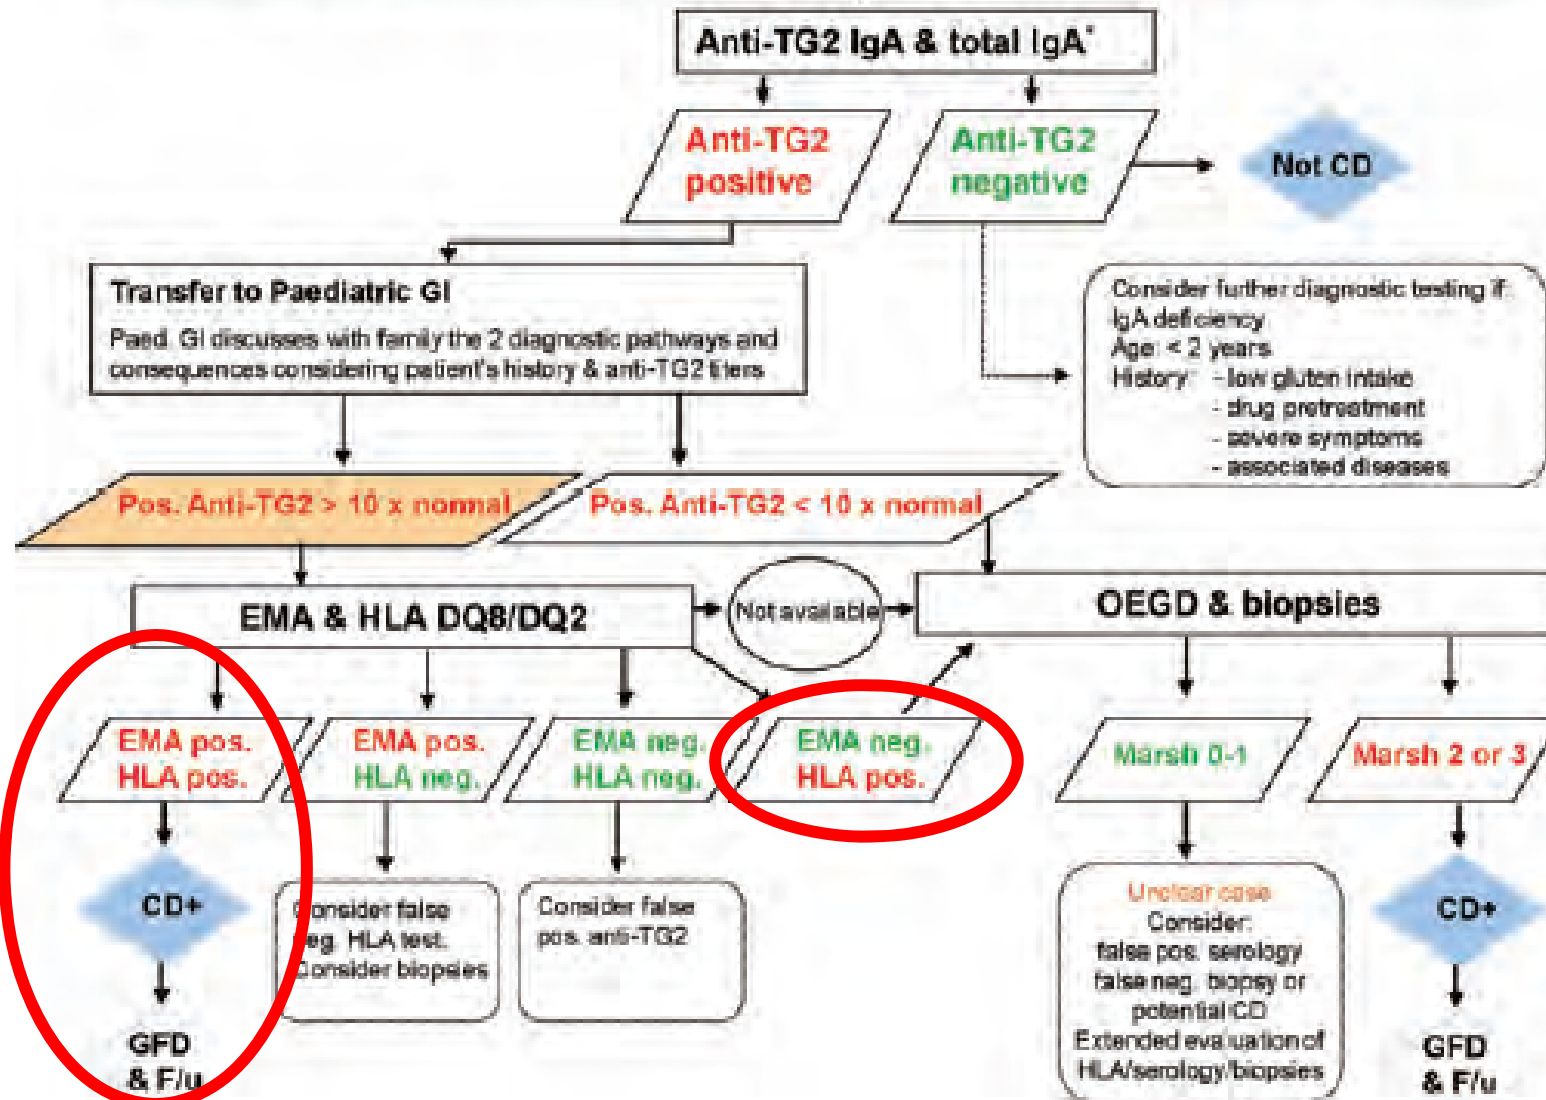 Anti-TG2 IgA & total IgA*
Anti-TG2
positive
Anti-TG2
negative
Not CD
Transfer to Paediatric GI
Paed. GI discusses with family the 2 diagnostic pathways and
consequences considering patient's history & anti-TG2 titers
Consider further diagnostic testing if:
IgA deficiency
Age: < 2 years
History: - low gluten intake
- drug pretreatment
- severe symptoms
- associated diseases
Pos. Anti-TG2 > 10 x normal
Pos. Anti-TG2 < 10 x normal
EMA & HLA DQ8/DQ2
Not available
OEGD & biopsies
EMA pos.
HLA pos.
EMA pos.
HLA neg.
EMA neg.
HLA neg.
EMA neg.
HLA pos.
Marsh 0-1
Marsh 2 or 3
CD+
Consider false
neg. HLA test.
Consider biopsies
Consider false
pos. anti-TG2
Unclear case
Consider:
false pos. serology
false neg. biopsy or
potential CD
Extended evaluation of
HLA/serology/biopsies
CD+
GFD
& F/u
GFD
& F/u